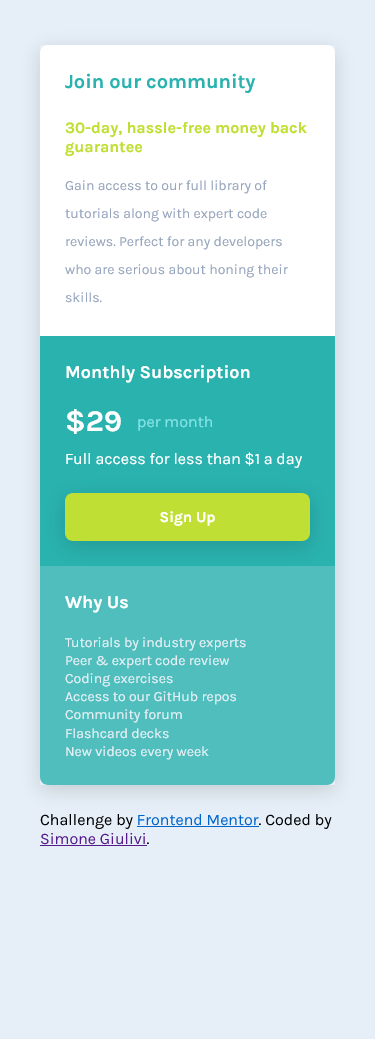 Join our community
30-day, hassle-free money back
guarantee
Gain access to our full library of
tutorials along with expert code
reviews. Perfect for any developers
who are serious about honing their
skills.
Monthly Subscription
$29 per month
Full access for less than $1 a day
Sign Up
Why Us
Tutorials by industry experts
Peer & expert code review
Coding exercises
Access to our GitHub repos
Community forum
Flashcard decks
New videos every week
Challenge by Frontend Mentor. Coded by
Simone Giulivi.